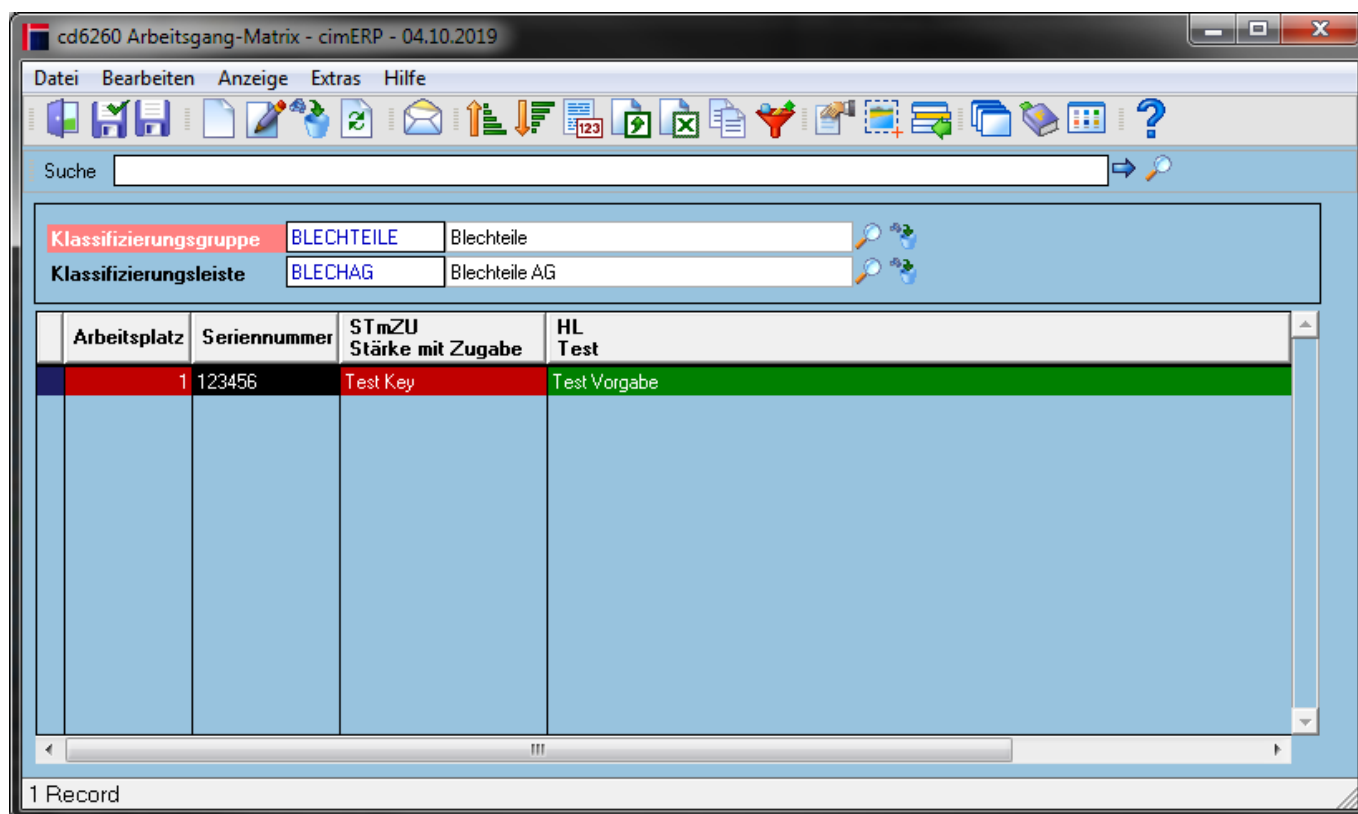 cd6260 Arbeitsgang-Matrix - cimERP - 04.10.2019
Datei Bearbeiten Anzeige Extras Hilfe
123
Suche
Klassifizierungsgruppe BLECHTEILE Blechteile
Klassifizierungsleiste BLECHAG Blechteile AG
Arbeitsplatz Seriennummer STmZU HL
Stärke mit Zugabe Test
1 123456 Test Key Test Vorgabe
1 Record